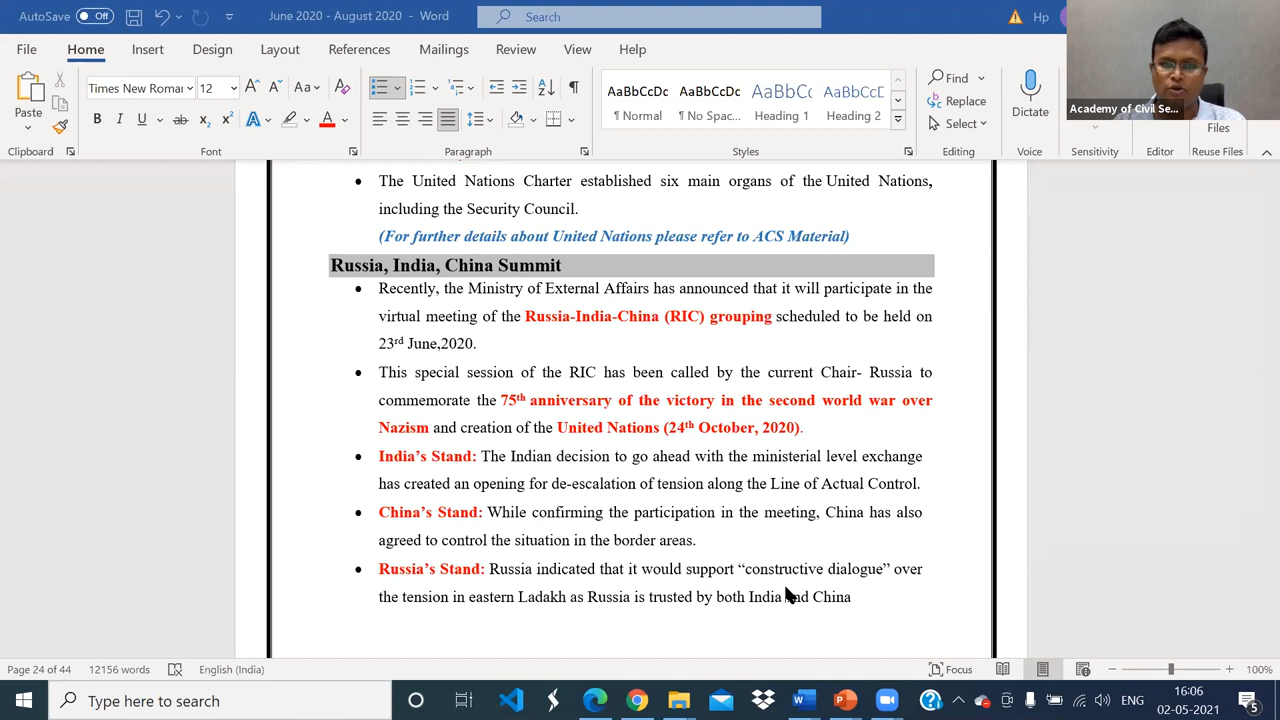 AutoSave Off June 2020 - August 2020 - Word Search Hp
File Home Insert Design Layout References Mailings Review View Help
Times New Romar 12 Aa
Paste
B I U ab x₂ x² A A
AaBbCcDc AaBbCcDc AaBbCc AaBbCcD
¶ Normal ¶ No Spac... Heading 1 Heading 2
Find
Replace
Select
Dictate
Academy of Civil Se...
Files
Clipboard Font Paragraph Styles Editing Voice Sensitivity Editor Reuse Files
• The United Nations Charter established six main organs of the United Nations,
including the Security Council.
(For further details about United Nations please refer to ACS Material)
Russia, India, China Summit
• Recently, the Ministry of External Affairs has announced that it will participate in the
virtual meeting of the Russia-India-China (RIC) grouping scheduled to be held on
23rd June,2020.
• This special session of the RIC has been called by the current Chair- Russia to
commemorate the 75th anniversary of the victory in the second world war over
Nazism and creation of the United Nations (24th October, 2020).
• India’s Stand: The Indian decision to go ahead with the ministerial level exchange
has created an opening for de-escalation of tension along the Line of Actual Control.
• China’s Stand: While confirming the participation in the meeting, China has also
agreed to control the situation in the border areas.
• Russia’s Stand: Russia indicated that it would support “constructive dialogue” over
the tension in eastern Ladakh as Russia is trusted by both India and China
Page 24 of 44 12156 words English (India) Focus 100%
Type here to search ENG 16:06
02-05-2021 5